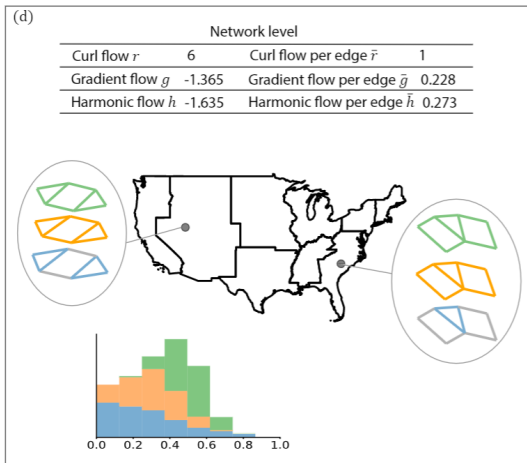 (d)
Network level
Curl flow r 6 Curl flow per edge r̄ 1
Gradient flow g -1.365 Gradient flow per edge ḡ 0.228
Harmonic flow h -1.635 Harmonic flow per edge h̄ 0.273
0.0 0.2 0.4 0.6 0.8 1.0